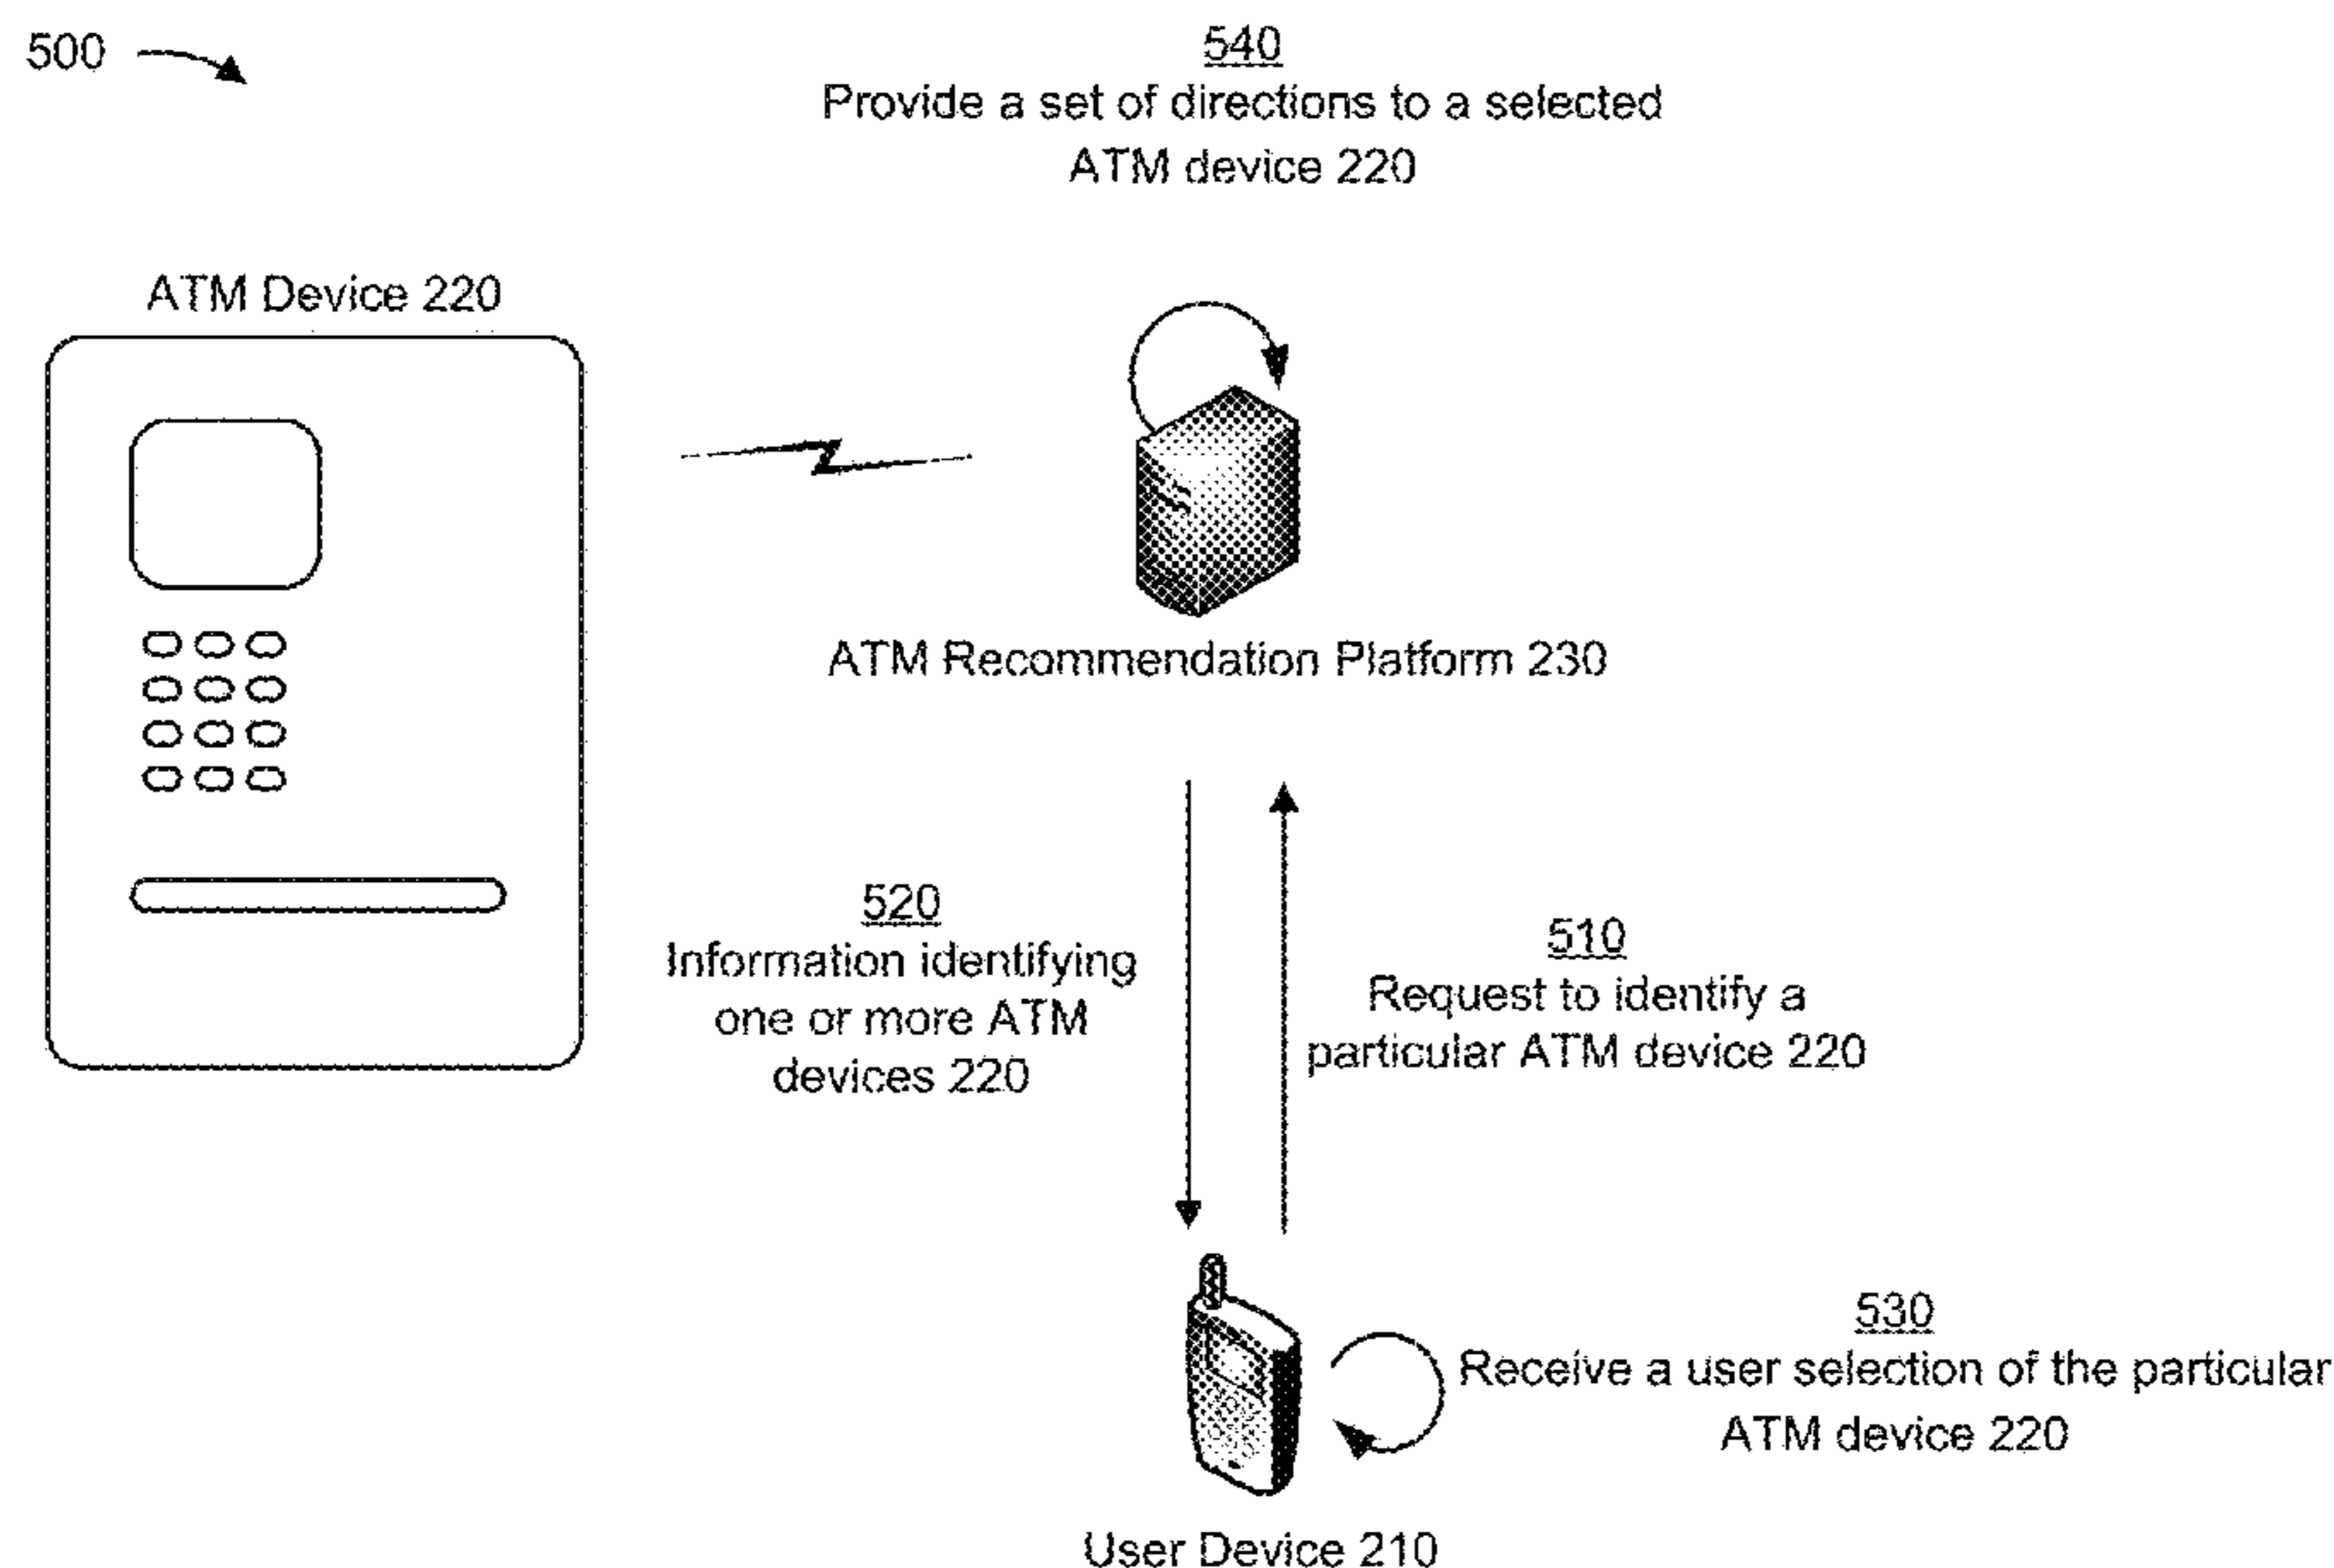 500
540
Provide a set of directions to a selected
ATM device 220
ATM Device 220
ATM Recommendation Platform 230
520
Information identifying
one or more ATM
devices 220
510
Request to identify a
particular ATM device 220
530
Receive a user selection of the particular
ATM device 220
User Device 210